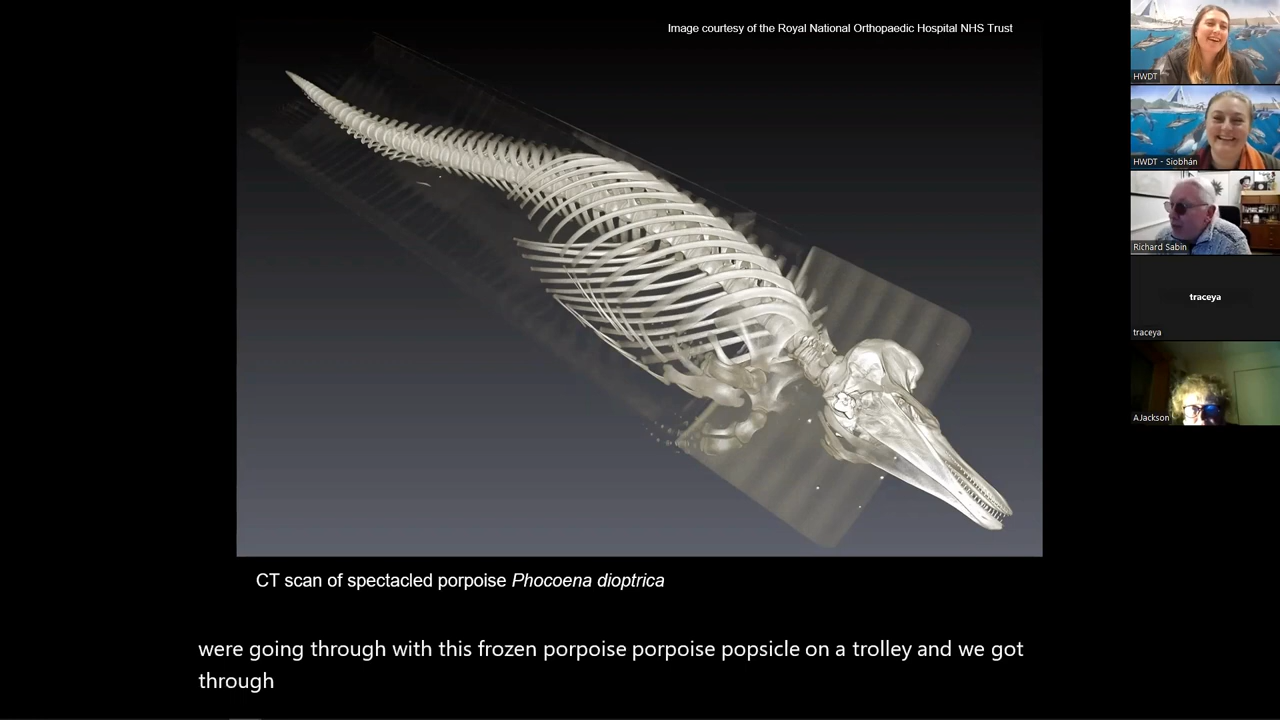 Image courtesy of the Royal National Orthopaedic Hospital NHS Trust
HWDT
HWDT - Siobhán
Richard Sabin
traceya
traceya
AJackson
CT scan of spectacled porpoise Phocoena dioptrica
were going through with this frozen porpoise porpoise popsicle on a trolley and we got
through